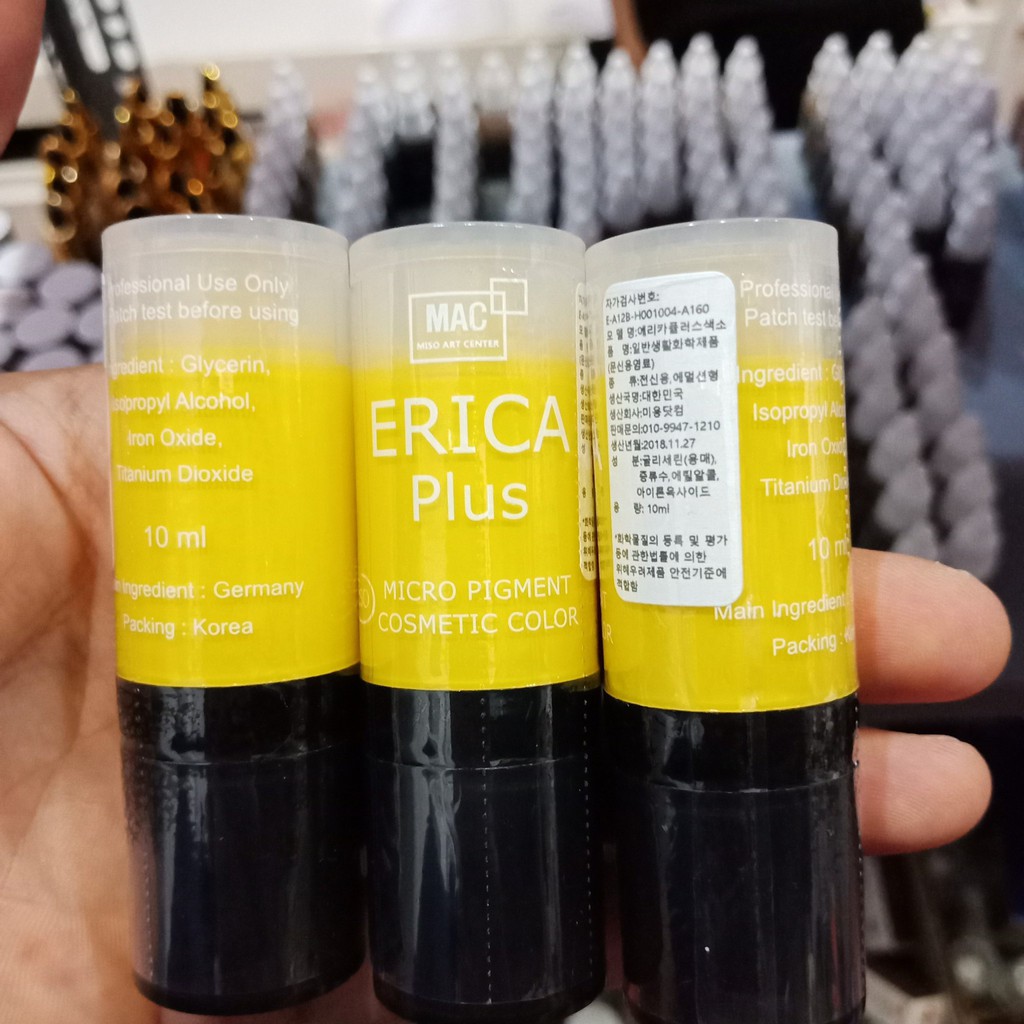 Professional Use Only
Patch test before using
Ingredient : Glycerin,
Isopropyl Alcohol,
Iron Oxide,
Titanium Dioxide
10 ml
Main Ingredient : Germany
Packing : Korea
MAC
MISO ART CENTER
ERICA
Plus
MICRO PIGMENT
COSMETIC COLOR
자가검사번호:
E-A12B-H001004-A160
모 델 명:에리카플러스색소
품 명:일반생활화학제품
(문신용염료)
종 류:전신용,에멀션형
생산국명:대한민국
생산회사:미용닷컴
판매문의:010-9947-1210
생산년월:2018.11.27
성 분:글리세린(용매),
증류수,에틸알콜,
아이론옥사이드
용 량: 10ml
*화학물질의 등록 및 평가
등에 관한법률에 의한
위해우려제품 안전기준에
적합함
Professional
Patch test
Ingredient :
Isopropyl
Iron Oxide
Titanium
10 ml
Main Ingredient
Packing :